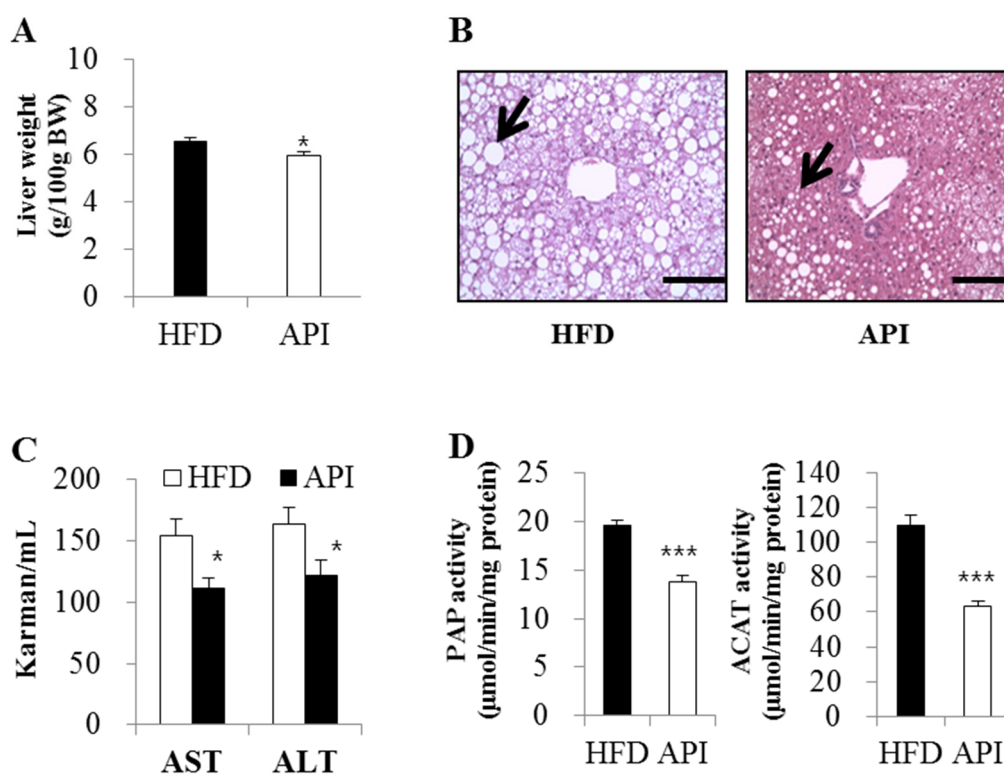 A
Liver weight
(g/100g BW)
10
8
6
4
2
0
*
HFD API
B
HFD
API
C
Karman/mL
200
150
100
50
0
HFD API
*
*
AST ALT
D
PAP activity
(μmol/min/mg protein)
25
20
15
10
5
0
***
HFD API
ACAT activity
(μmol/min/mg protein)
140
120
100
80
60
40
20
0
***
HFD API